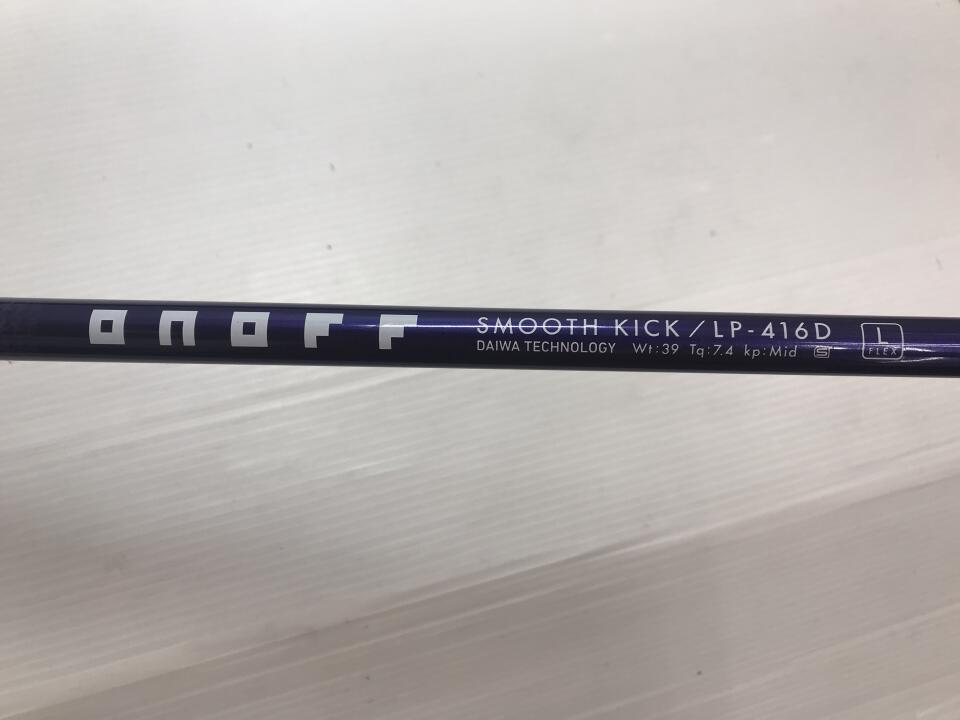 onoff
SMOOTH KICK / LP-416D
DAIWA TECHNOLOGY Wt:39 Tq:7.4 kp:Mid S
L
FLEX